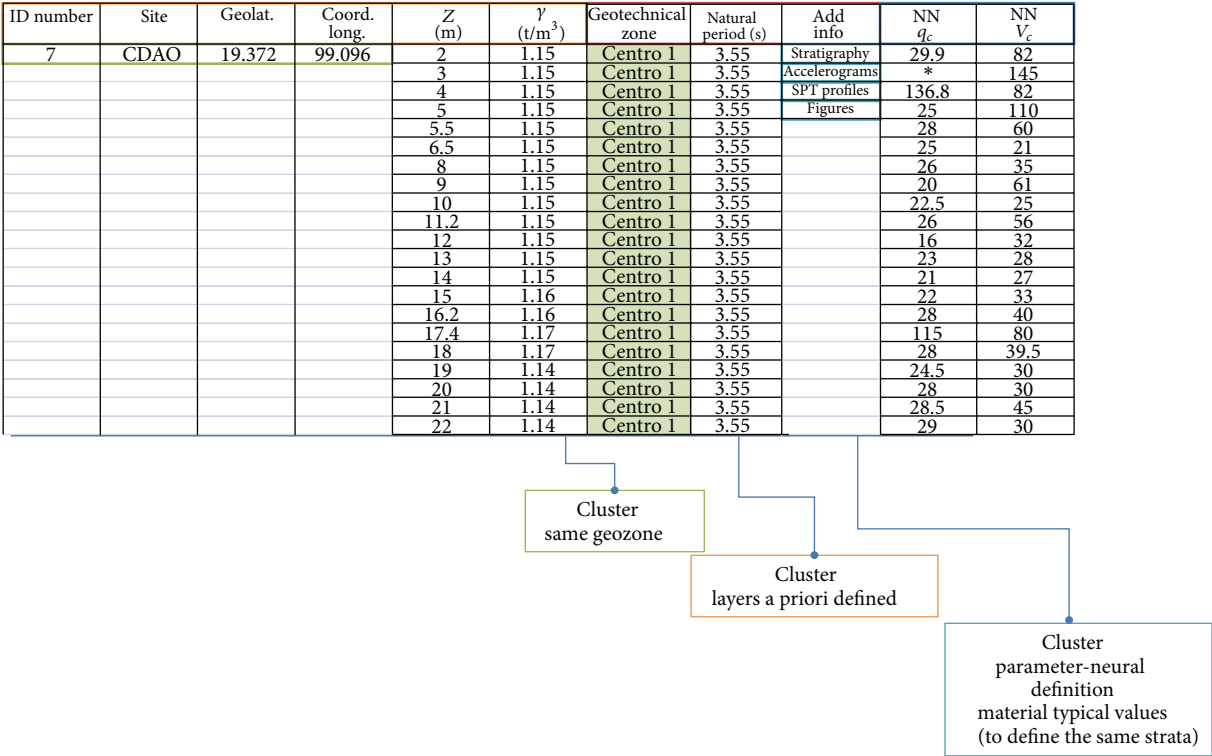 ID number Site Geolat. Coord. long. Z (m) γ (t/m³) Geotechnical zone Natural period (s) Add info NN q_c NN V_c
7 CDAO 19.372 99.096 2 1.15 Centro 1 3.55 Stratigraphy 29.9 82
3 1.15 Centro 1 3.55 Accelerograms * 145
4 1.15 Centro 1 3.55 SPT profiles 136.8 82
5 1.15 Centro 1 3.55 Figures 25 110
5.5 1.15 Centro 1 3.55 28 60
6.5 1.15 Centro 1 3.55 25 21
8 1.15 Centro 1 3.55 26 35
9 1.15 Centro 1 3.55 20 61
10 1.15 Centro 1 3.55 22.5 25
11.2 1.15 Centro 1 3.55 26 56
12 1.15 Centro 1 3.55 16 32
13 1.15 Centro 1 3.55 23 28
14 1.15 Centro 1 3.55 21 27
15 1.16 Centro 1 3.55 22 33
16.2 1.16 Centro 1 3.55 28 40
17.4 1.17 Centro 1 3.55 115 80
18 1.17 Centro 1 3.55 28 39.5
19 1.14 Centro 1 3.55 24.5 30
20 1.14 Centro 1 3.55 28 30
21 1.14 Centro 1 3.55 28.5 45
22 1.14 Centro 1 3.55 29 30
Cluster
same geozone
Cluster
layers a priori defined
Cluster
parameter-neural
definition
material typical values
(to define the same strata)